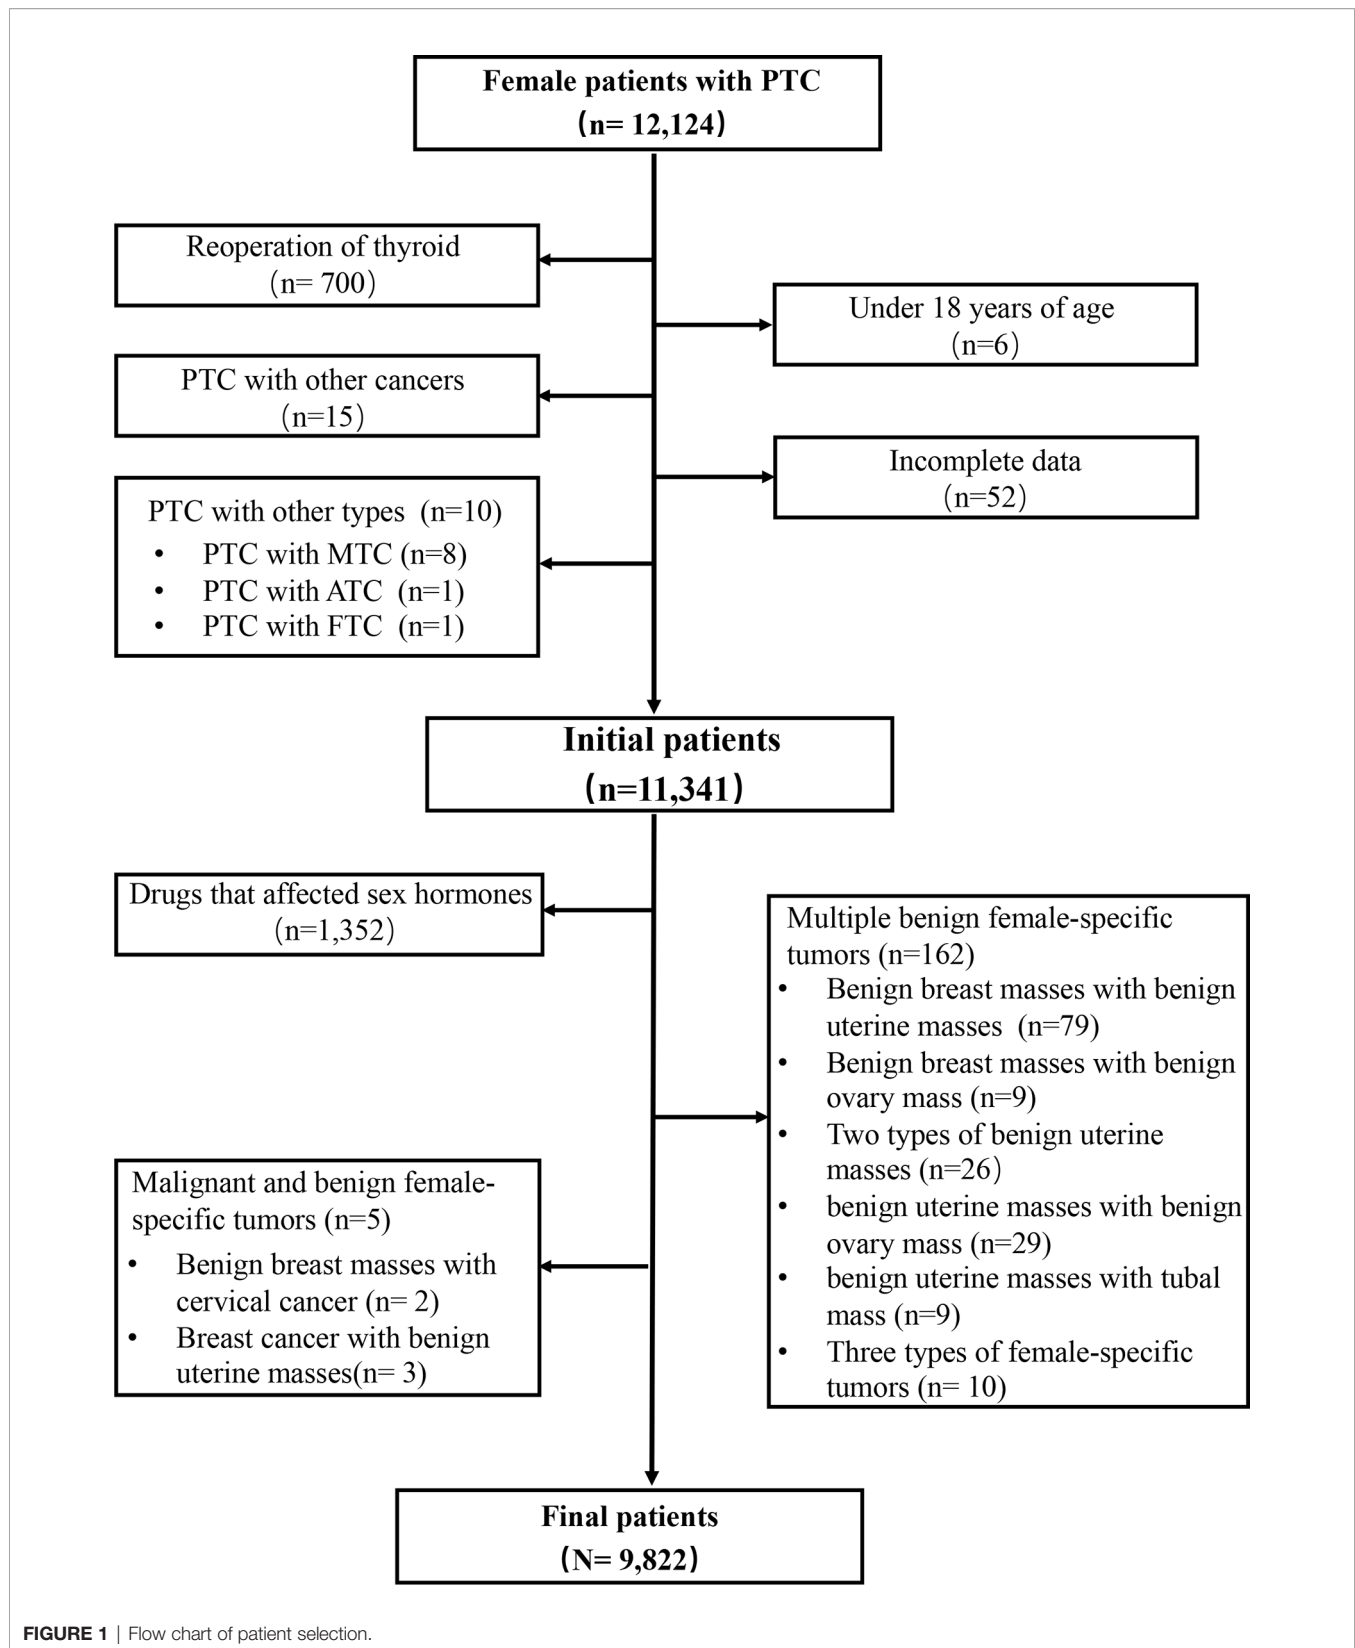 Female patients with PTC
(n= 12,124)
Reoperation of thyroid
(n= 700)
Under 18 years of age
(n=6)
PTC with other cancers
(n=15)
Incomplete data
(n=52)
PTC with other types (n=10)
• PTC with MTC (n=8)
• PTC with ATC (n=1)
• PTC with FTC (n=1)
Initial patients
(n=11,341)
Drugs that affected sex hormones
(n=1,352)
Multiple benign female-specific
tumors (n=162)
• Benign breast masses with benign
uterine masses (n=79)
• Benign breast masses with benign
ovary mass (n=9)
• Two types of benign uterine
masses (n=26)
• benign uterine masses with benign
ovary mass (n=29)
• benign uterine masses with tubal
mass (n=9)
• Three types of female-specific
tumors (n= 10)
Malignant and benign female-
specific tumors (n=5)
• Benign breast masses with
cervical cancer (n= 2)
• Breast cancer with benign
uterine masses(n= 3)
Final patients
(N= 9,822)
FIGURE 1 | Flow chart of patient selection.